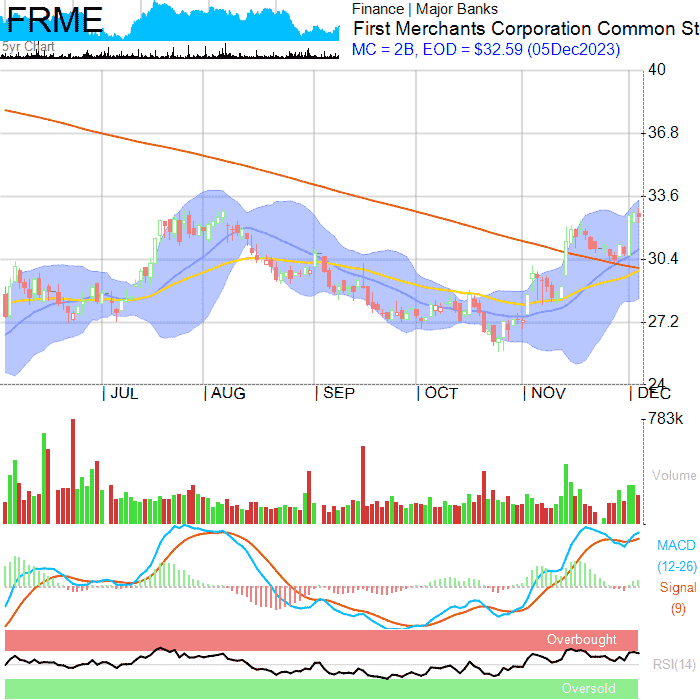 FRME
5yr Chart
Finance | Major Banks
First Merchants Corporation Common St
MC = 2B, EOD = $32.59 (05Dec2023)
40
36.8
33.6
30.4
27.2
24
| JUL | AUG | SEP | OCT | NOV | DEC
783k
Volume
MACD
(12-26)
Signal
(9)
Overbought
RSI(14)
Oversold